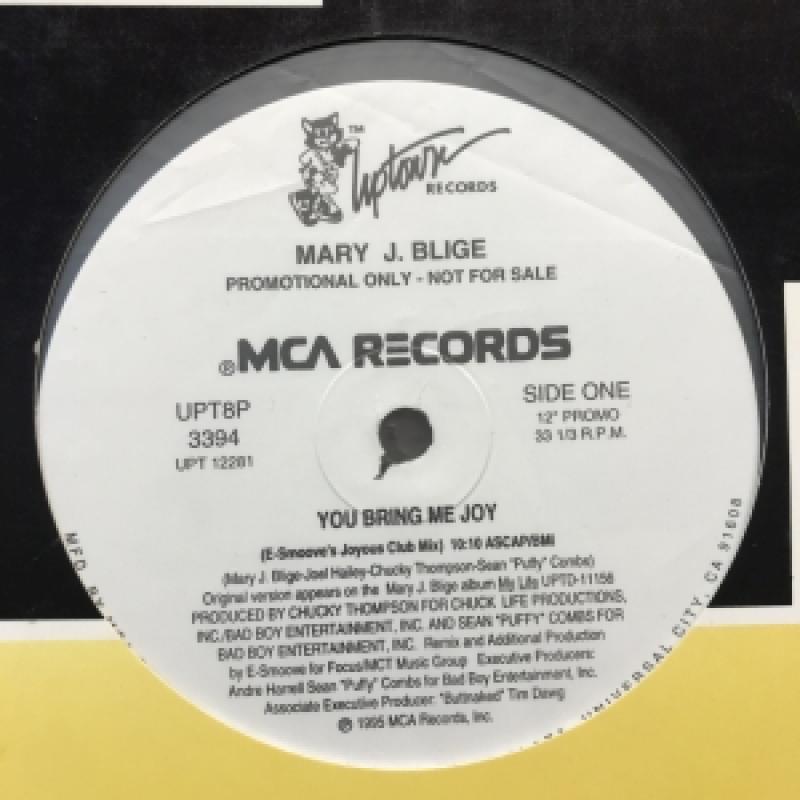 TM
Uptown
RECORDS
MARY J. BLIGE
PROMOTIONAL ONLY - NOT FOR SALE
®MCA RECORDS
UPT8P
3394
UPT 12281
SIDE ONE
12" PROMO
33 1/3 R.P.M.
YOU BRING ME JOY
(E-Smoove's Joyous Club Mix) 10:10 ASCAP/BMI
(Mary J. Blige-Joel Hailey-Chucky Thompson-Sean "Puffy" Combs)
Original version appears on the Mary J. Blige album My Life UPTD-11156
PRODUCED BY CHUCKY THOMPSON FOR CHUCK LIFE PRODUCTIONS,
INC./BAD BOY ENTERTAINMENT, INC. AND SEAN "PUFFY" COMBS FOR
BAD BOY ENTERTAINMENT, INC. Remix and Additional Production
by E-Smoove for Focus/MCT Music Group Executive Producers:
Andre Harrell Sean "Puffy" Combs for Bad Boy Entertainment, Inc.
Associate Executive Producer: "Buttnaked" Tim Dawg
℗ 1995 MCA Records, Inc.
MFD. BY UNIVERSAL CITY, CA 91608